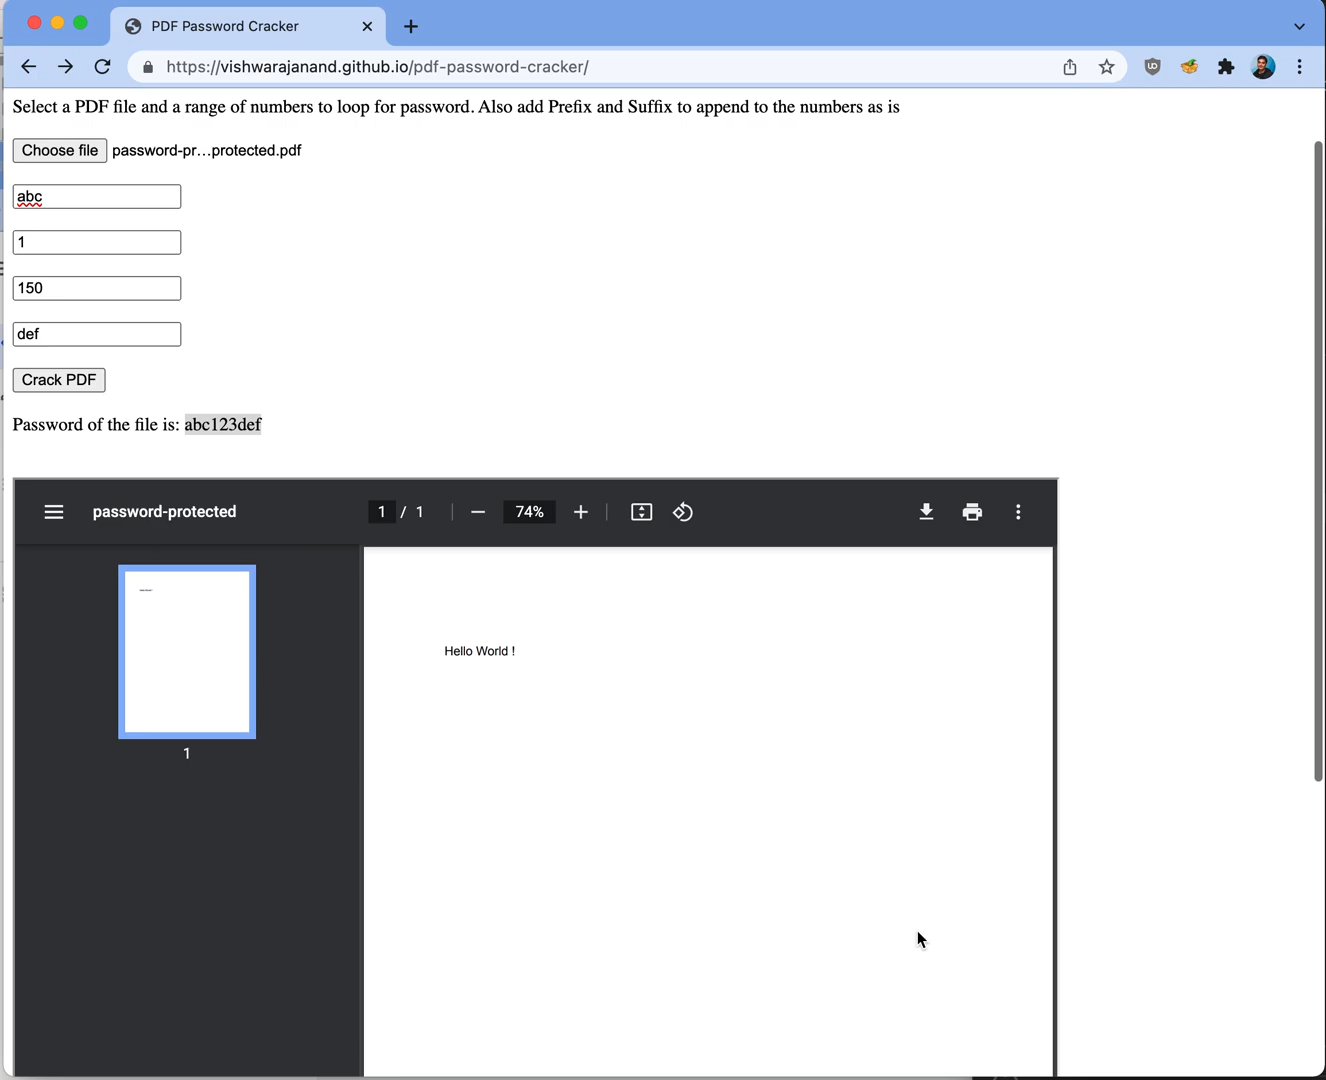 PDF Password Cracker
https://vishwarajanand.github.io/pdf-password-cracker/
Select a PDF file and a range of numbers to loop for password. Also add Prefix and Suffix to append to the numbers as is
Choose file password-pr...protected.pdf
abc
1
150
def
Crack PDF
Password of the file is: abc123def
password-protected 1 / 1 74%
Hello World !
1